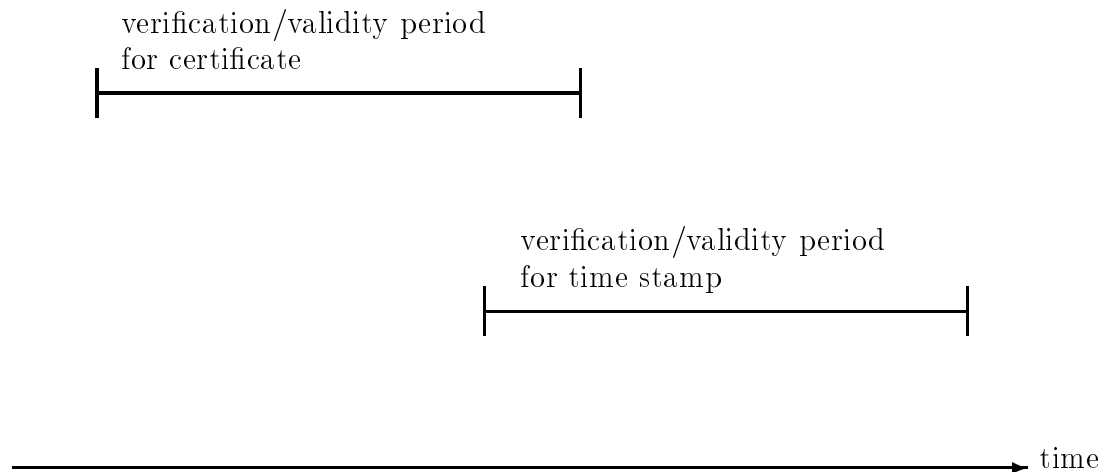 verification/validity period
for certificate
verification/validity period
for time stamp
time